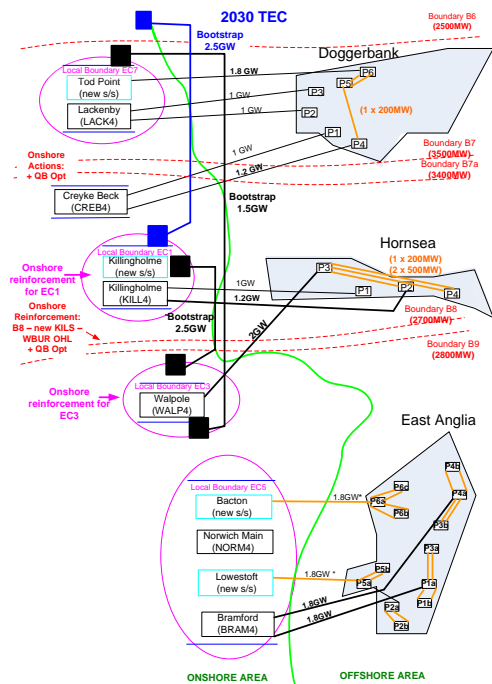 2030 TEC
Boundary B6
(2500MW)
Bootstrap
2.5GW
Doggerbank
Local Boundary EC7
Tod Point
(new s/s)
Lackenby
(LACK4)
1.8 GW
1 GW
1 GW
P6
P5
P3
P2
(1 x 200MW)
P1
P4
1 GW
1.2 GW
Boundary B7
(3500MW)
Boundary B7a
(3400MW)
Onshore
Actions:
+ QB Opt
Creyke Beck
(CREB4)
Bootstrap
1.5GW
Local Boundary EC1
Killingholme
(new s/s)
Killingholme
(KILL4)
Onshore
reinforcement
for EC1
Hornsea
(1 x 200MW)
(2 x 500MW)
P3
P1
P2
P4
1GW
1.2GW
Boundary B8
(2700MW)
Onshore
Reinforcement:
B8 – new KILS –
WBUR OHL
+ QB Opt
Bootstrap
2.5GW
2GW
Boundary B9
(2800MW)
Onshore
reinforcement for
EC3
Local Boundary EC3
Walpole
(WALP4)
East Anglia
Local Boundary EC5
Bacton
(new s/s)
Norwich Main
(NORM4)
Lowestoft
(new s/s)
Bramford
(BRAM4)
1.8GW*
1.8GW *
1.8GW
1.8GW
P6c
P6a
P6b
P4b
P4a
P3b
P3a
P5b
P5a
P1a
P1b
P2a
P2b
ONSHORE AREA
OFFSHORE AREA